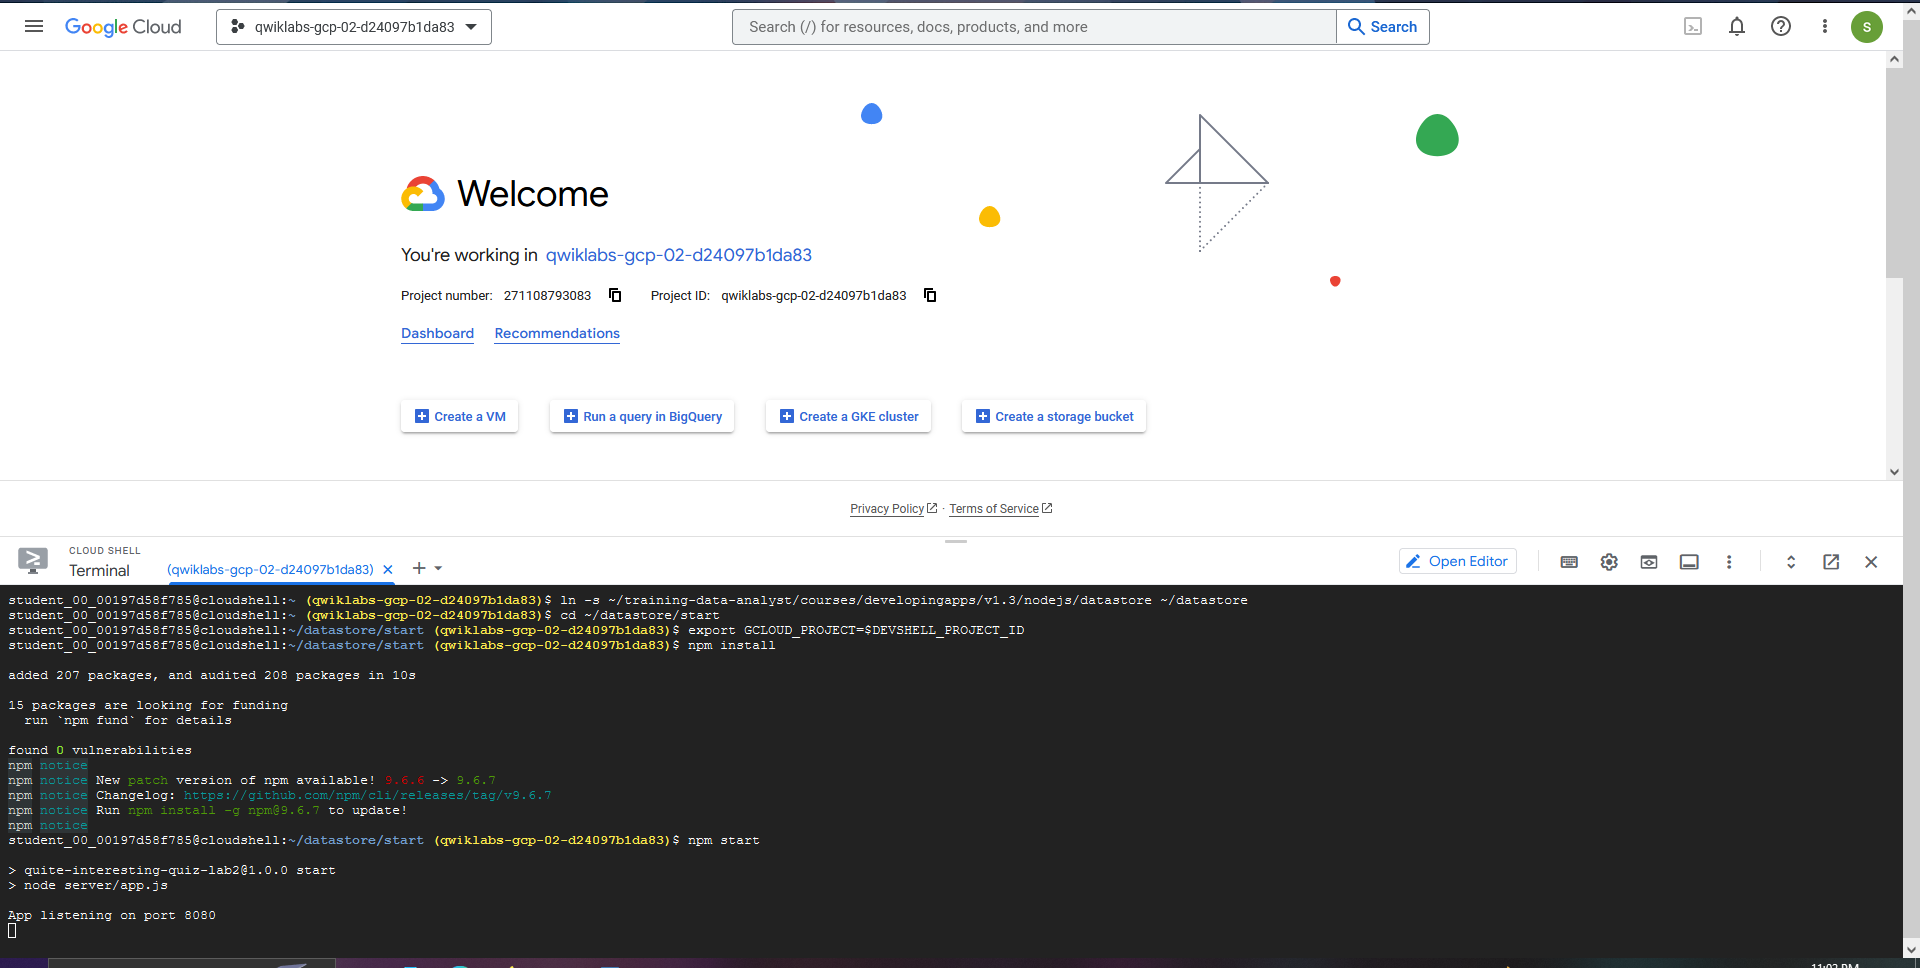 Google Cloud
qwiklabs-gcp-02-d24097b1da83
Search (/) for resources, docs, products, and more
Search
S
Welcome
You're working in qwiklabs-gcp-02-d24097b1da83
Project number: 271108793083 Project ID: qwiklabs-gcp-02-d24097b1da83
Dashboard Recommendations
Create a VM Run a query in BigQuery Create a GKE cluster Create a storage bucket
Privacy Policy · Terms of Service
CLOUD SHELL
Terminal (qwiklabs-gcp-02-d24097b1da83) Open Editor
student_00_00197d58f785@cloudshell:~ (qwiklabs-gcp-02-d24097b1da83)$ ln -s ~/training-data-analyst/courses/developingapps/v1.3/nodejs/datastore ~/datastore
student_00_00197d58f785@cloudshell:~ (qwiklabs-gcp-02-d24097b1da83)$ cd ~/datastore/start
student_00_00197d58f785@cloudshell:~/datastore/start (qwiklabs-gcp-02-d24097b1da83)$ export GCLOUD_PROJECT=$DEVSHELL_PROJECT_ID
student_00_00197d58f785@cloudshell:~/datastore/start (qwiklabs-gcp-02-d24097b1da83)$ npm install
added 207 packages, and audited 208 packages in 10s
15 packages are looking for funding
run `npm fund` for details
found 0 vulnerabilities
npm notice
npm notice New patch version of npm available! 9.6.6 -> 9.6.7
npm notice Changelog: https://github.com/npm/cli/releases/tag/v9.6.7
npm notice Run npm install -g npm@9.6.7 to update!
npm notice
student_00_00197d58f785@cloudshell:~/datastore/start (qwiklabs-gcp-02-d24097b1da83)$ npm start
> quite-interesting-quiz-lab2@1.0.0 start
> node server/app.js
App listening on port 8080